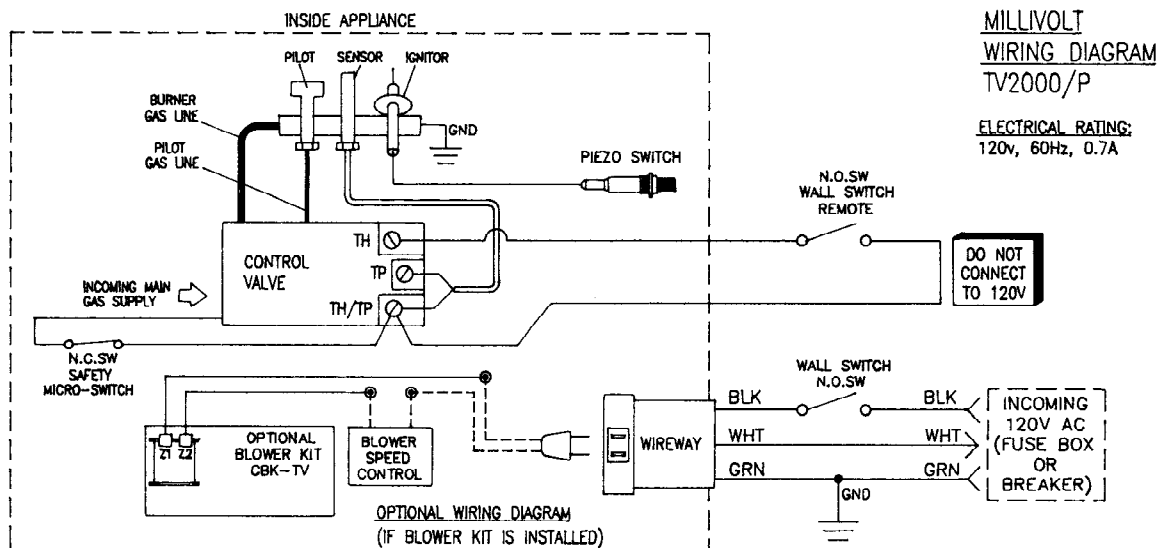 INSIDE APPLIANCE
MILLIVOLT
WIRING DIAGRAM
TV2000/P
ELECTRICAL RATING:
120v, 60Hz, 0.7A
PILOT
SENSOR
IGNITOR
BURNER
GAS LINE
PILOT
GAS LINE
GND
PIEZO SWITCH
N.O.SW
WALL SWITCH
REMOTE
TH
TP
TH/TP
CONTROL
VALVE
INCOMING MAIN
GAS SUPPLY
DO NOT
CONNECT
TO 120V
N.C.SW
SAFETY
MICRO-SWITCH
WALL SWITCH
N.O.SW
Z1
Z2
OPTIONAL
BLOWER KIT
GBK-TV
BLOWER
SPEED
CONTROL
WIREWAY
BLK
BLK
WHT
WHT
GRN
GRN
GND
INCOMING
120V AC
(FUSE BOX
OR
BREAKER)
OPTIONAL WIRING DIAGRAM
(IF BLOWER KIT IS INSTALLED)